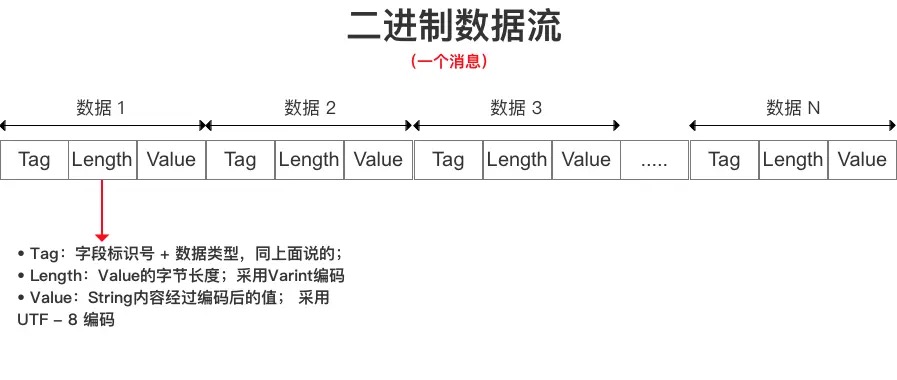 二进制数据流
（一个消息）
数据 1 数据 2 数据 3 数据 N
Tag Length Value Tag Length Value Tag Length Value ..... Tag Length Value
• Tag：字段标识号 + 数据类型，同上面说的；
• Length：Value的字节长度；采用Varint编码
• Value：String内容经过编码后的值； 采用
UTF – 8 编码